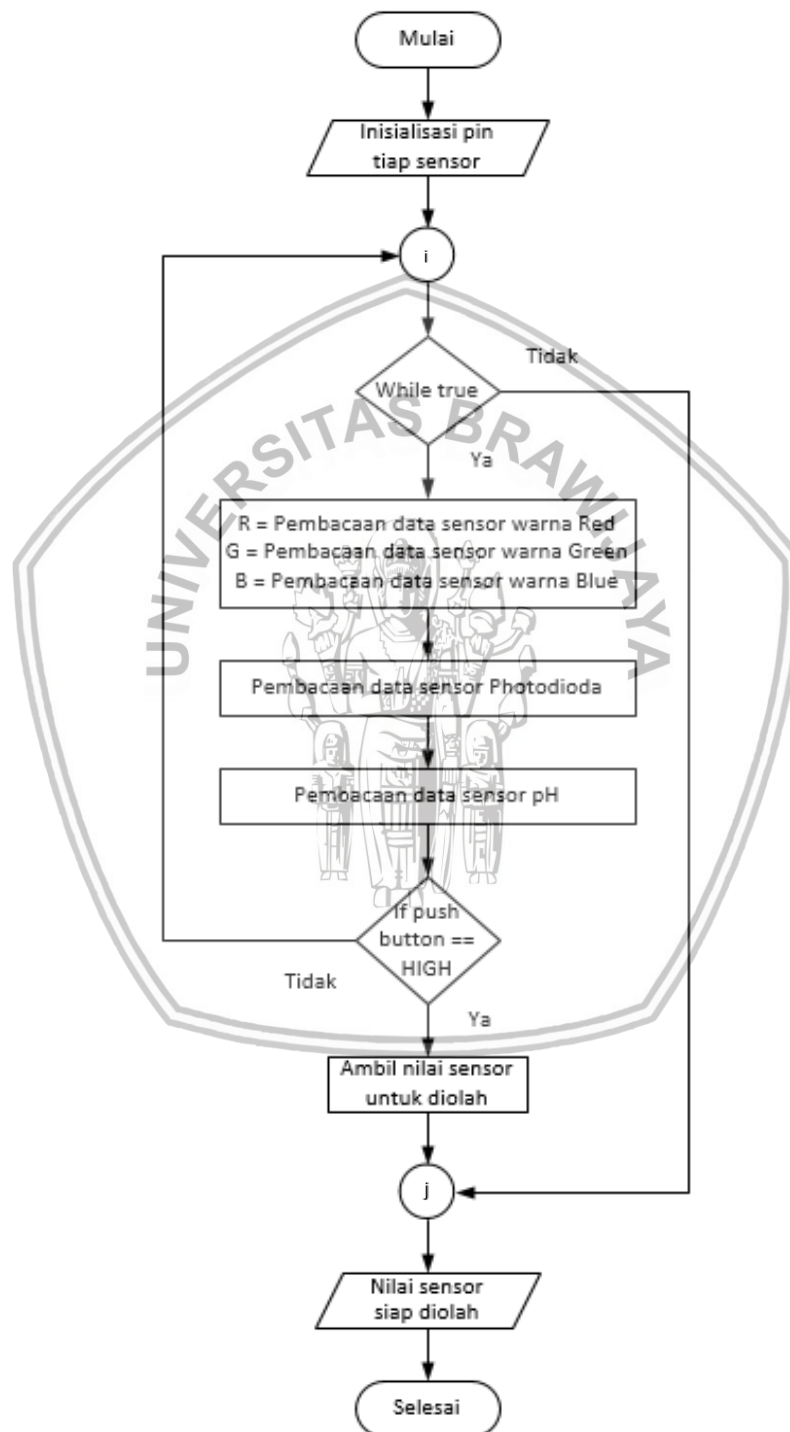 Mulai
Inisialisasi pin
tiap sensor
i
Tidak
While true
UNIVERSITAS BRAWIJAYA
Ya
R = Pembacaan data sensor warna Red
G = Pembacaan data sensor warna Green
B = Pembacaan data sensor warna Blue
Pembacaan data sensor Photodioda
Pembacaan data sensor pH
If push
button ==
HIGH
Tidak
Ya
Ambil nilai sensor
untuk diolah
j
Nilai sensor
siap diolah
Selesai